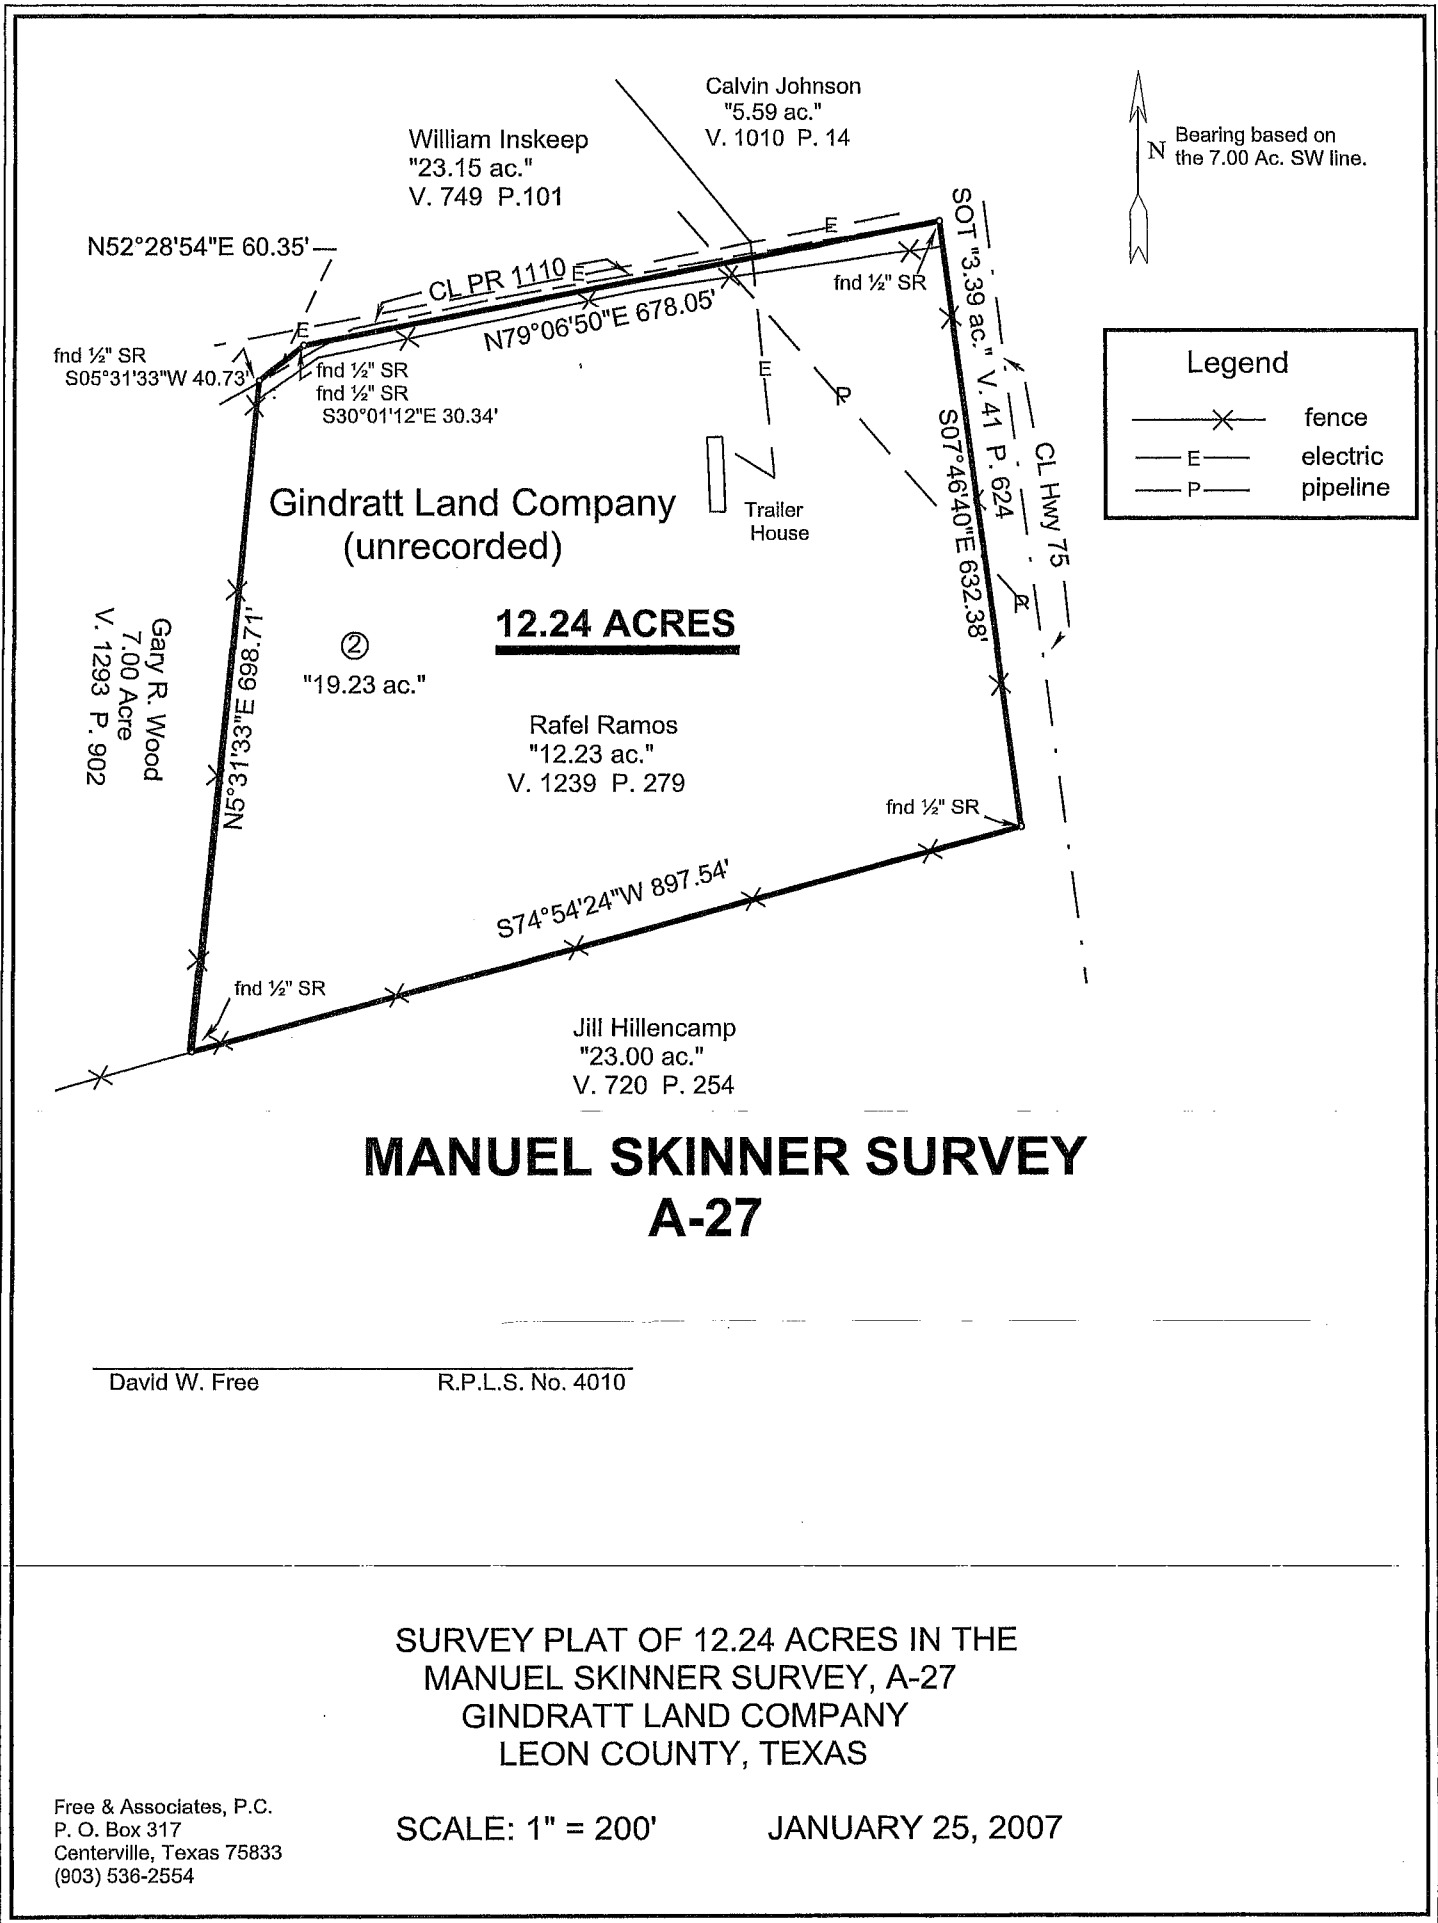 Calvin Johnson
"5.59 ac."
V. 1010 P. 14
William Inskeep
"23.15 ac."
V. 749 P.101
N
Bearing based on
the 7.00 Ac. SW line.
N52°28'54"E 60.35'
CL PR 1110
E
E
E
N79°06'50"E 678.05'
fnd ½" SR
SOT "3.39 ac." V. 41 P. 624
CL Hwy 75
S07°46'40"E 632.38'
fnd ½" SR
S05°31'33"W 40.73'
fnd ½" SR
fnd ½" SR
S30°01'12"E 30.34'
E
P
P
Legend
fence
E electric
P pipeline
Trailer
House
Gindratt Land Company
(unrecorded)
12.24 ACRES
2
"19.23 ac."
Gary R. Wood
7.00 Acre
V. 1293 P. 902
N5°31'33"E 698.71'
Rafel Ramos
"12.23 ac."
V. 1239 P. 279
fnd ½" SR
S74°54'24"W 897.54'
fnd ½" SR
Jill Hillencamp
"23.00 ac."
V. 720 P. 254
MANUEL SKINNER SURVEY
A-27
David W. Free R.P.L.S. No. 4010
SURVEY PLAT OF 12.24 ACRES IN THE
MANUEL SKINNER SURVEY, A-27
GINDRATT LAND COMPANY
LEON COUNTY, TEXAS
SCALE: 1" = 200' JANUARY 25, 2007
Free & Associates, P.C.
P. O. Box 317
Centerville, Texas 75833
(903) 536-2554